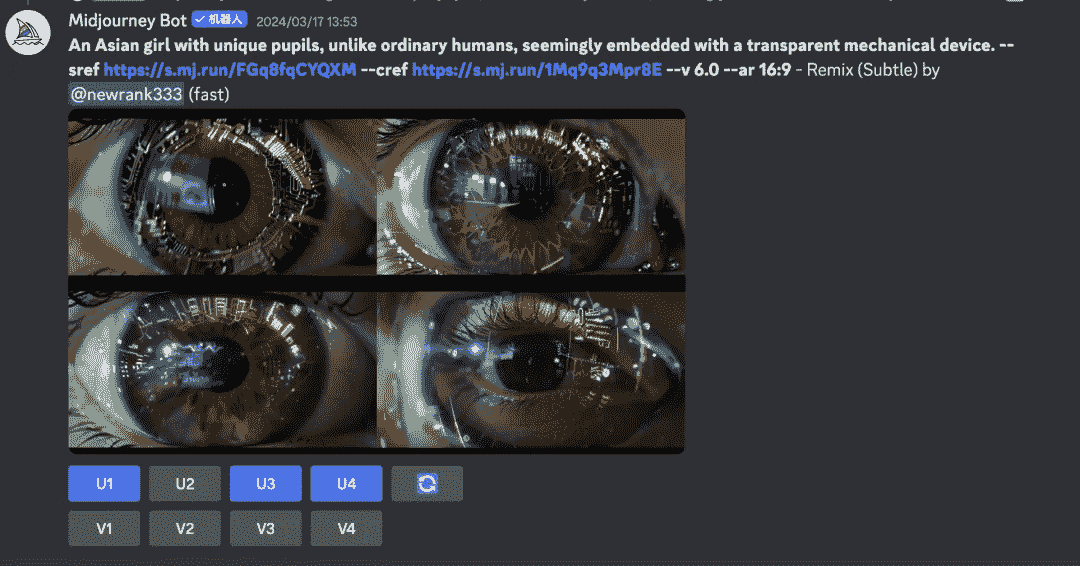 Midjourney Bot ✓ 机器人 2024/03/17 13:53
An Asian girl with unique pupils, unlike ordinary humans, seemingly embedded with a transparent mechanical device. --
sref https://s.mj.run/FGq8fqCYQXM --cref https://s.mj.run/1Mq9q3Mpr8E --v 6.0 --ar 16:9 - Remix (Subtle) by
@newrank333 (fast)
U1 U2 U3 U4
V1 V2 V3 V4